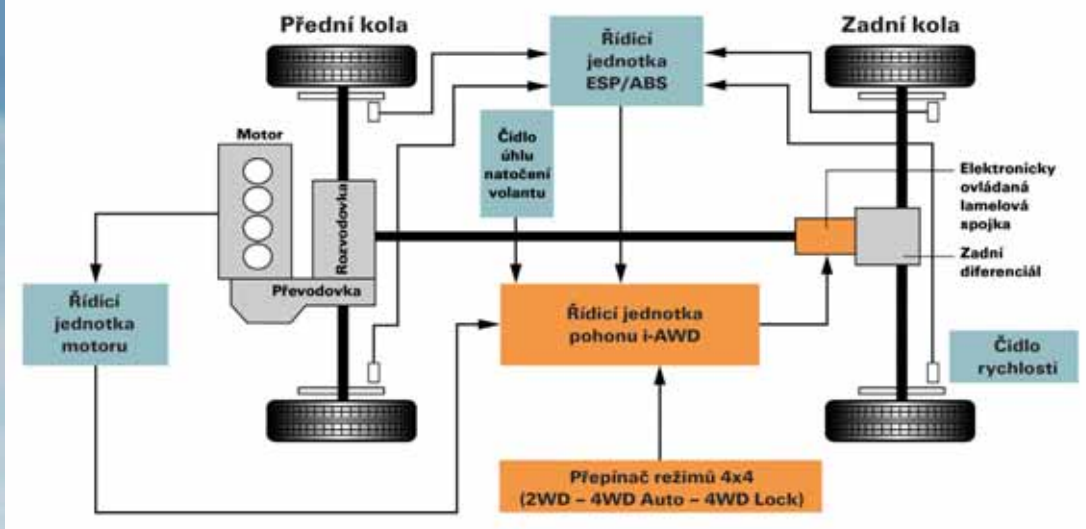 Přední kola
Zadní kola
Řídicí
jednotka
ESP/ABS
Motor
Čidlo
úhlu
natočení
volantu
Rozvodovka
Převodovka
Elektronicky
ovládaná
lamelová
spojka
Zadní
diferenciál
Řídicí
jednotka
motoru
Řídicí jednotka
pohonu i-AWD
Čidlo
rychlosti
Přepínač režimů 4x4
(2WD – 4WD Auto – 4WD Lock)